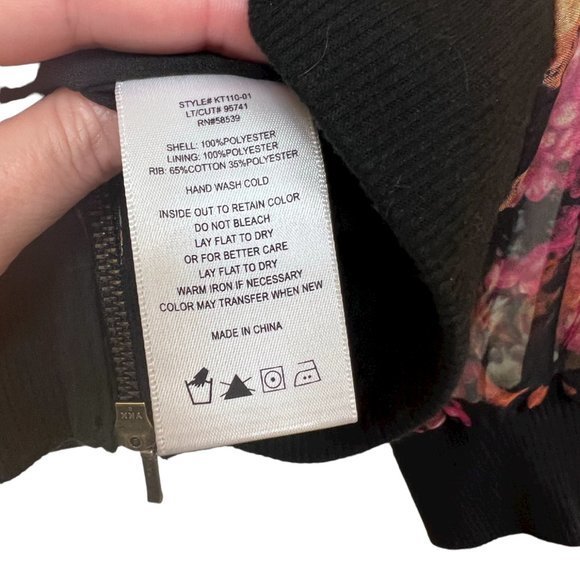 STYLE# KT110-01
LT/CUT# 95741
RN#58539
SHELL: 100%POLYESTER
LINING: 100%POLYESTER
RIB: 65%COTTON 35%POLYESTER
HAND WASH COLD
INSIDE OUT TO RETAIN COLOR
DO NOT BLEACH
LAY FLAT TO DRY
OR FOR BETTER CARE
LAY FLAT TO DRY
WARM IRON IF NECESSARY
COLOR MAY TRANSFER WHEN NEW
MADE IN CHINA
YKK